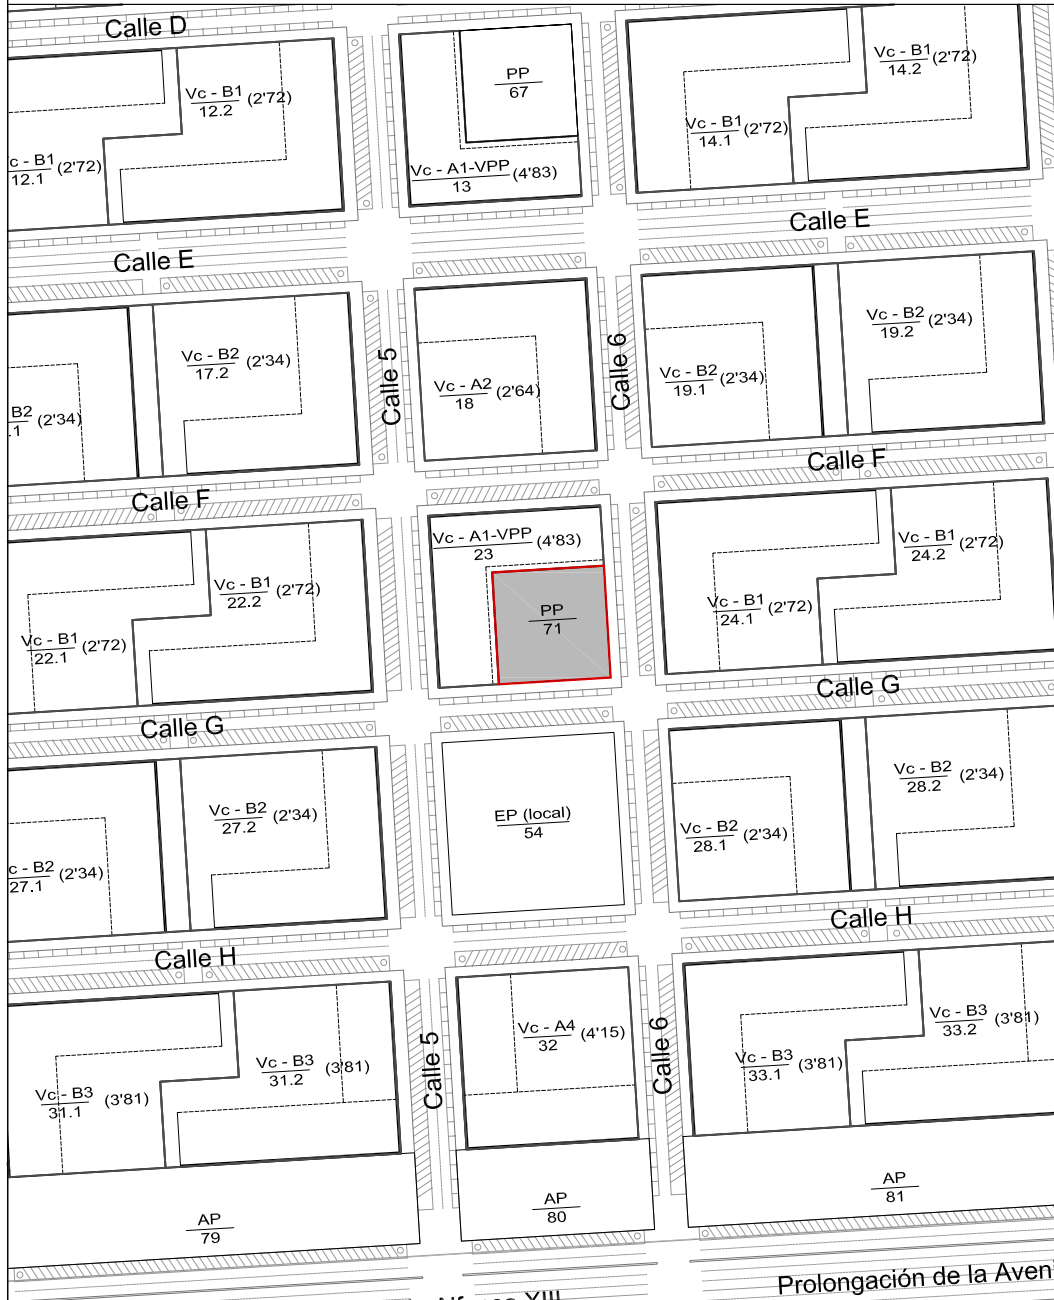 Calle D
Vc - B1 (2'72)
12.2
c - B1 (2'72)
12.1
PP
67
Vc - A1-VPP (4'83)
13
Vc - B1 (2'72)
14.2
Vc - B1 (2'72)
14.1
Calle E
Calle E
Vc - B2 (2'34)
17.2
B2 (2'34)
.1
Calle 5
Vc - A2 (2'64)
18
Calle 6
Vc - B2 (2'34)
19.1
Vc - B2 (2'34)
19.2
Calle F
Calle F
Vc - B1 (2'72)
22.2
Vc - B1 (2'72)
22.1
Vc - A1-VPP (4'83)
23
PP
71
Vc - B1 (2'72)
24.2
Vc - B1 (2'72)
24.1
Calle G
Calle G
Vc - B2 (2'34)
27.2
c - B2 (2'34)
27.1
EP (local)
54
Vc - B2 (2'34)
28.2
Vc - B2 (2'34)
28.1
Calle H
Calle H
Vc - B3 (3'81)
31.2
Vc - B3 (3'81)
31.1
Calle 5
Vc - A4 (4'15)
32
Calle 6
Vc - B3 (3'81)
33.2
Vc - B3 (3'81)
33.1
AP
79
AP
80
AP
81
Prolongación de la Aveni
XIII